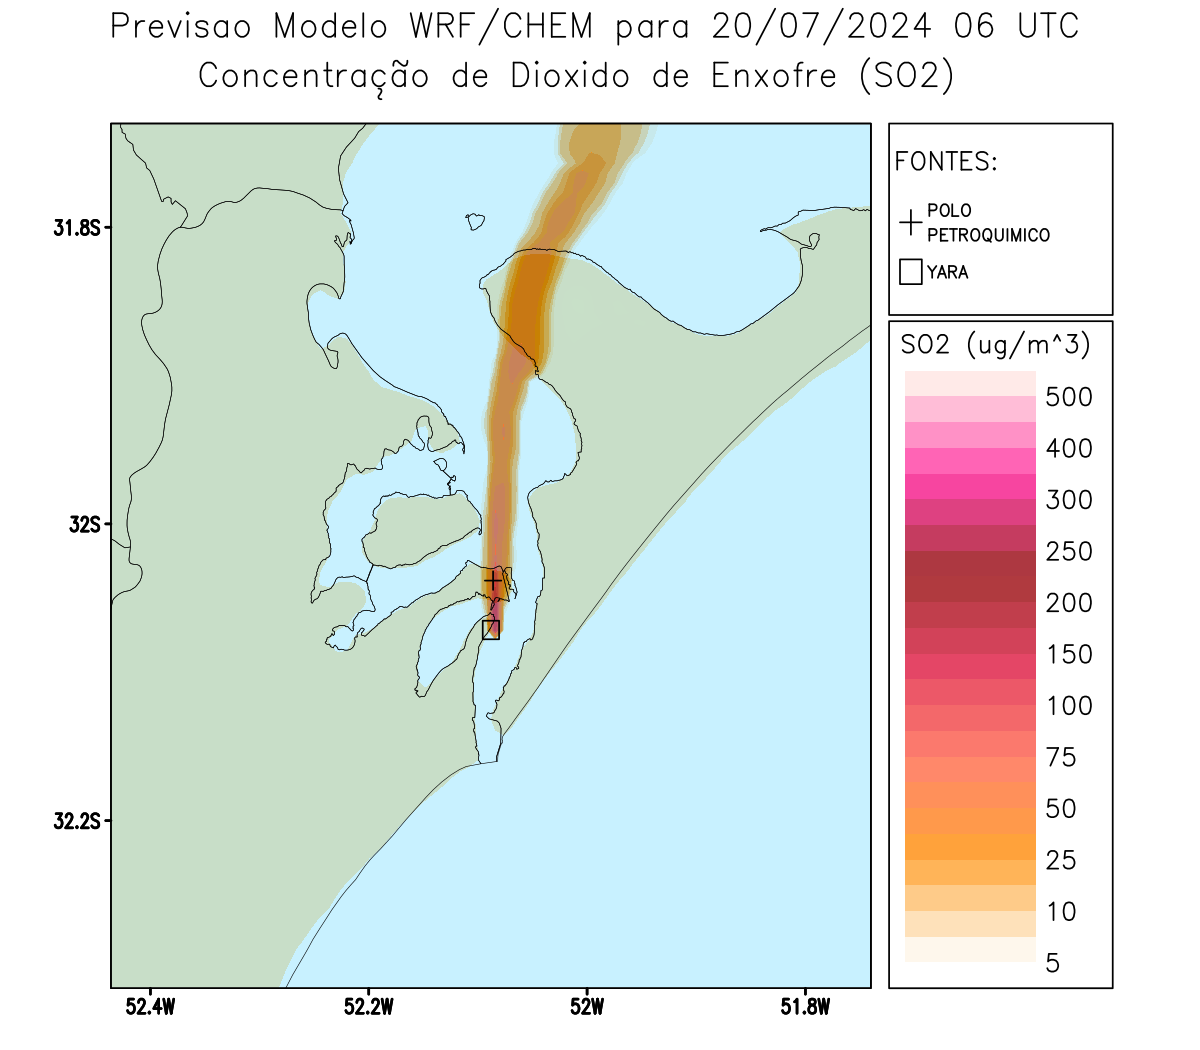 Previsao Modelo WRF/CHEM para 20/07/2024 06 UTC
Concentração de Dioxido de Enxofre (SO2)
FONTES:
POLO
PETROQUIMICO
YARA
SO2 (ug/m^3)
500
400
300
250
200
150
100
75
50
25
10
5
31.8S
32S
32.2S
52.4W
52.2W
52W
51.8W